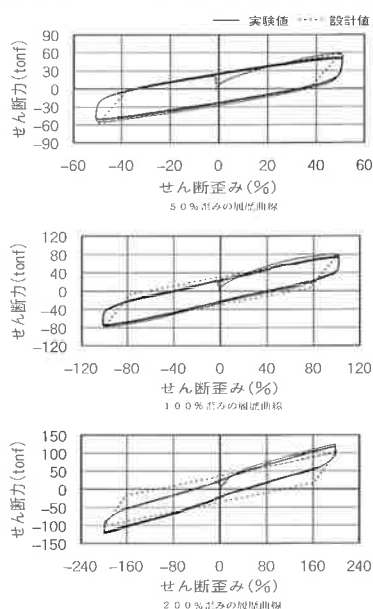 実験値 設計値
せん断力(tonf)
90
60
30
0
-30
-60
-90
-60 -40 -20 0 20 40 60
せん断歪み(%)
50%歪みの履歴曲線
せん断力(tonf)
120
80
40
0
-40
-80
-120
-120 -80 -40 0 40 80 120
せん断歪み(%)
100%歪みの履歴曲線
せん断力(tonf)
150
100
50
0
-50
-100
-150
-240 -160 -80 0 80 160 240
せん断歪み(%)
200%歪みの履歴曲線